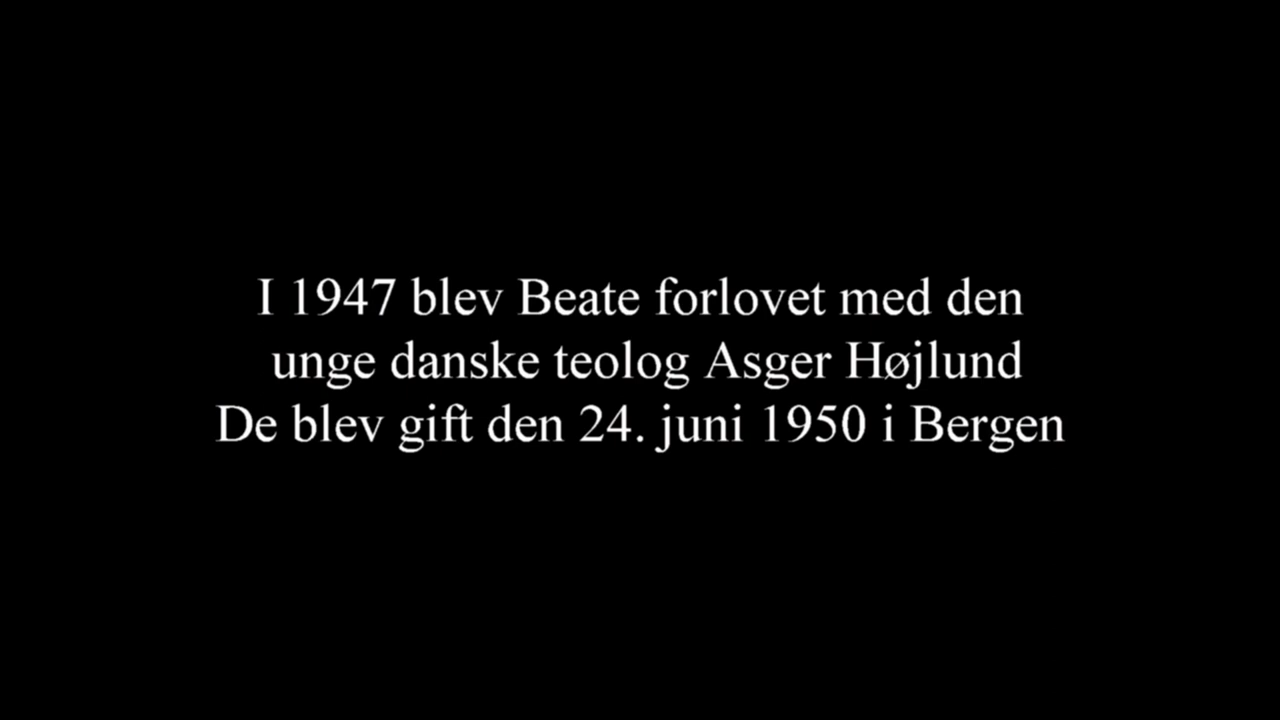 I 1947 blev Beate forlovet med den
unge danske teolog Asger Højlund
De blev gift den 24. juni 1950 i Bergen